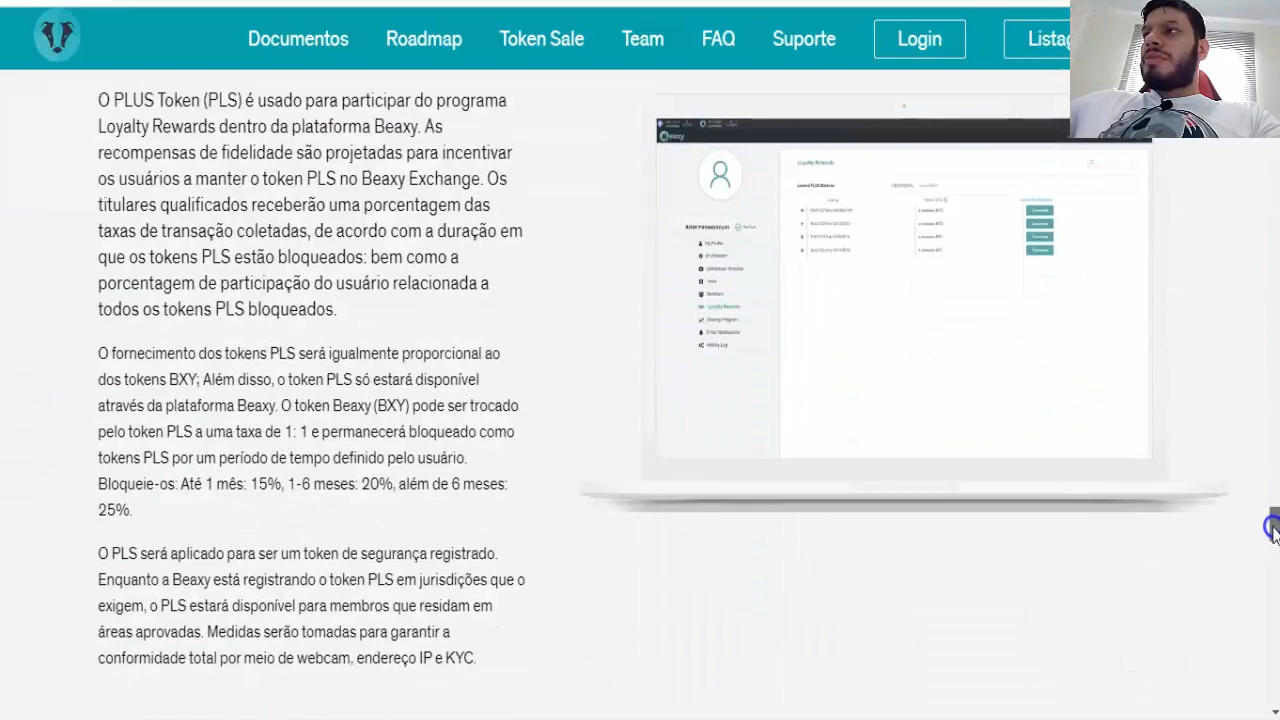 Documentos
Roadmap
Token Sale
Team
FAQ
Suporte
Login
O PLUS Token (PLS) é usado para participar do programa
Loyalty Rewards dentro da plataforma Beaxy. As
recompensas de fidelidade são projetadas para incentivar
os usuários a manter o token PLS no Beaxy Exchange. Os
titulares qualificados receberão uma porcentagem das
taxas de transação coletadas, de acordo com a duração em
que os tokens PLS estão bloqueados: bem como a
porcentagem de participação do usuário relacionada a
todos os tokens PLS bloqueados.
O fornecimento dos tokens PLS será igualmente proporcional ao
dos tokens BXY; Além disso, o token PLS só estará disponível
através da plataforma Beaxy. O token Beaxy (BXY) pode ser trocado
pelo token PLS a uma taxa de 1: 1 e permanecerá bloqueado como
tokens PLS por um período de tempo definido pelo usuário.
Bloqueie-os: Até 1 mês: 15%, 1-6 meses: 20%, além de 6 meses:
25%.
O PLS será aplicado para ser um token de segurança registrado.
Enquanto a Beaxy está registrando o token PLS em jurisdições que o
exigem, o PLS estará disponível para membros que residam em
áreas aprovadas. Medidas serão tomadas para garantir a
conformidade total por meio de webcam, endereço IP e KYC.
Beaxy
Loyalty Rewards
My Profile
Loyalty Rewards
Activity Log